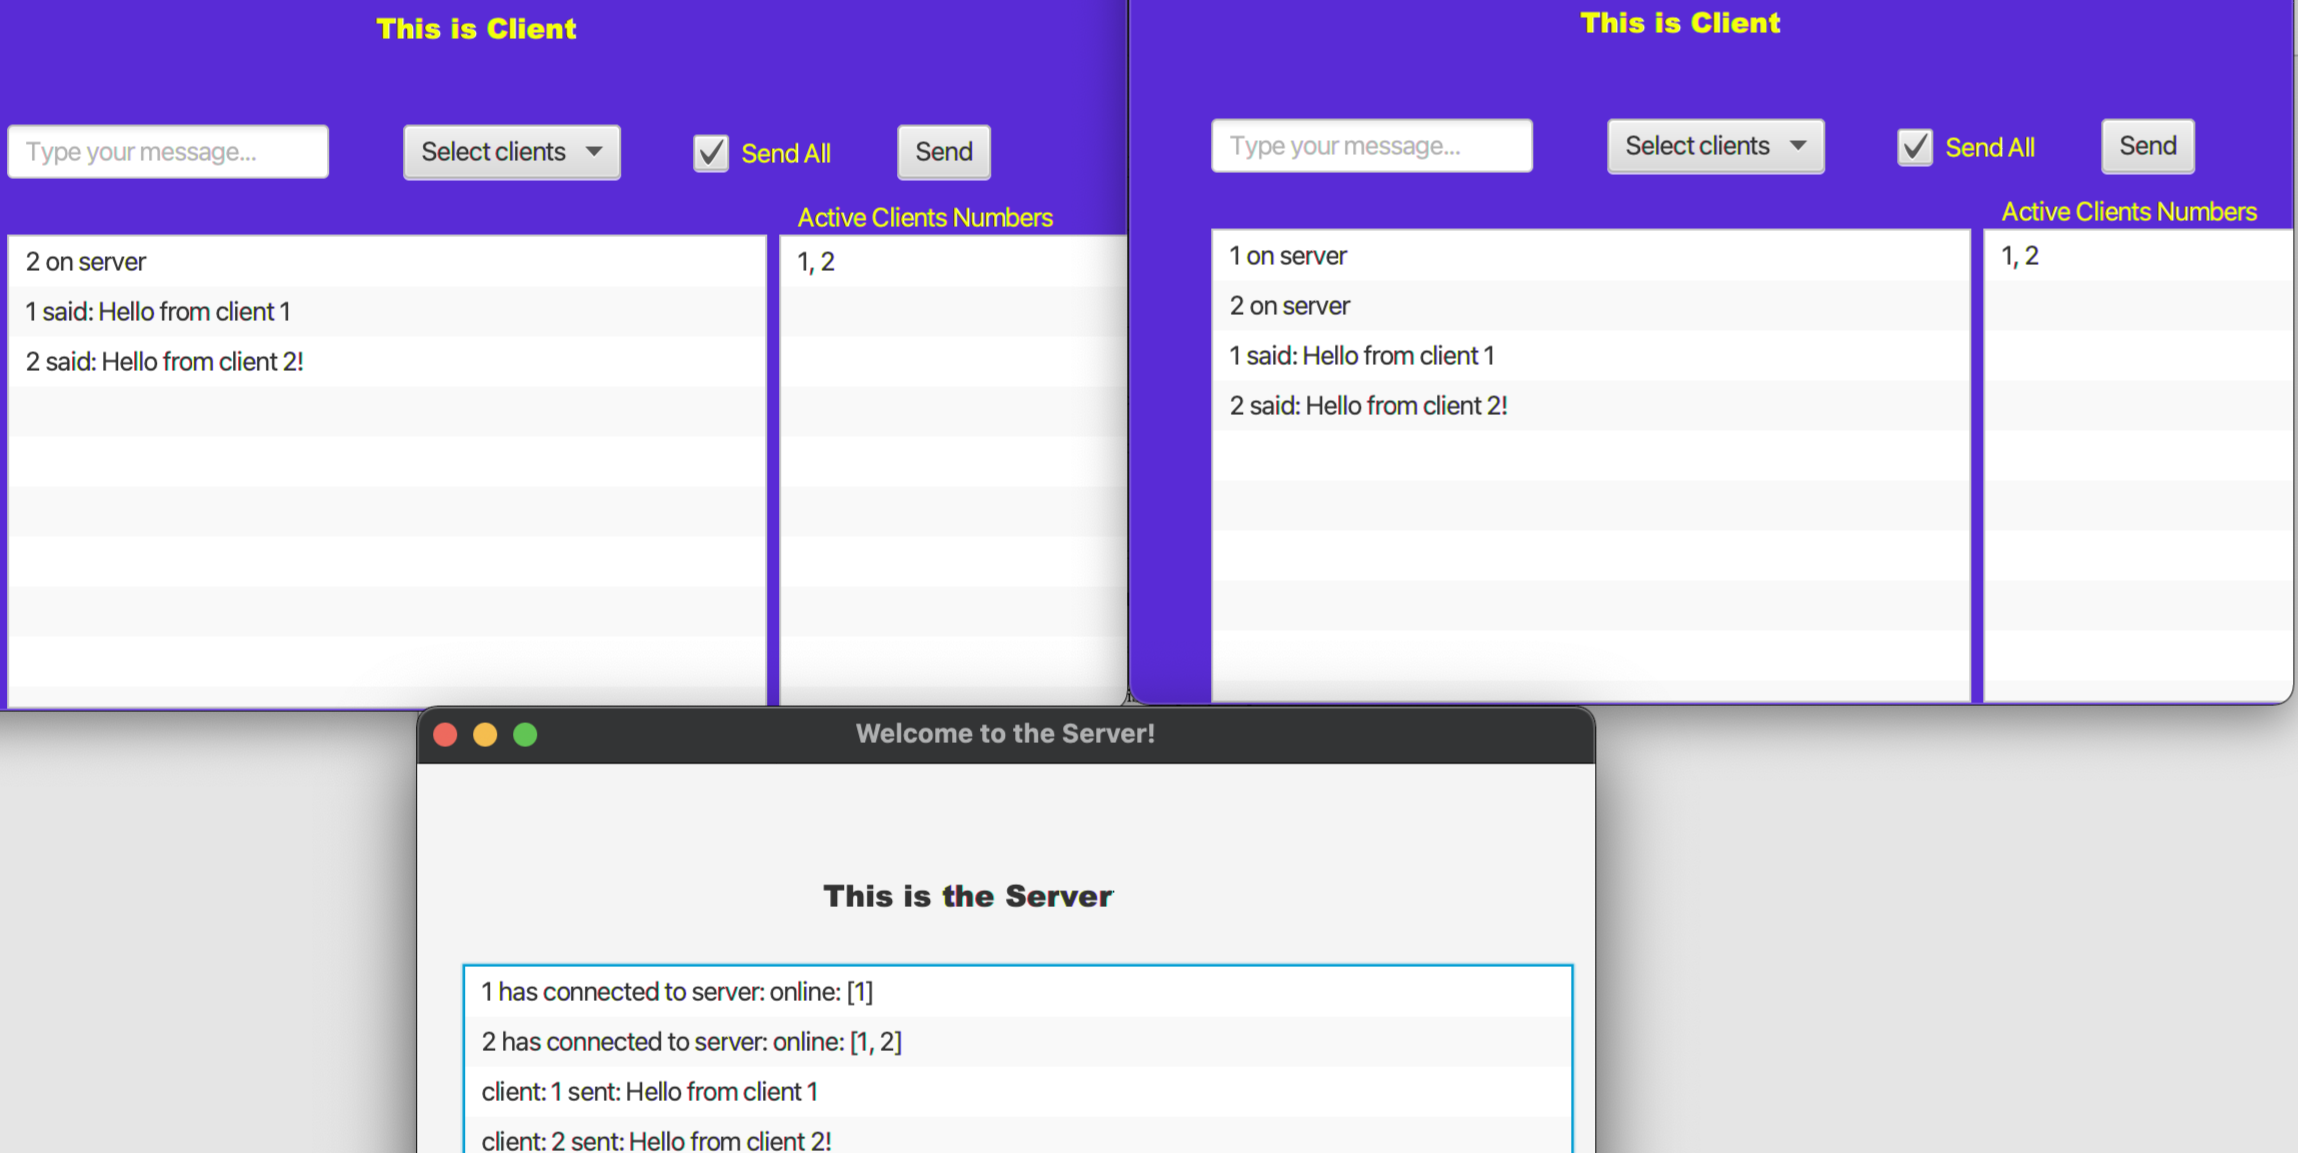 This is Client
Type your message...
Select clients
Send All
Send
Active Clients Numbers
2 on server
1 said: Hello from client 1
2 said: Hello from client 2!
1, 2
This is Client
Type your message...
Select clients
Send All
Send
Active Clients Numbers
1 on server
2 on server
1 said: Hello from client 1
2 said: Hello from client 2!
1, 2
Welcome to the Server!
This is the Server
1 has connected to server: online: [1]
2 has connected to server: online: [1, 2]
client: 1 sent: Hello from client 1
client: 2 sent: Hello from client 2!